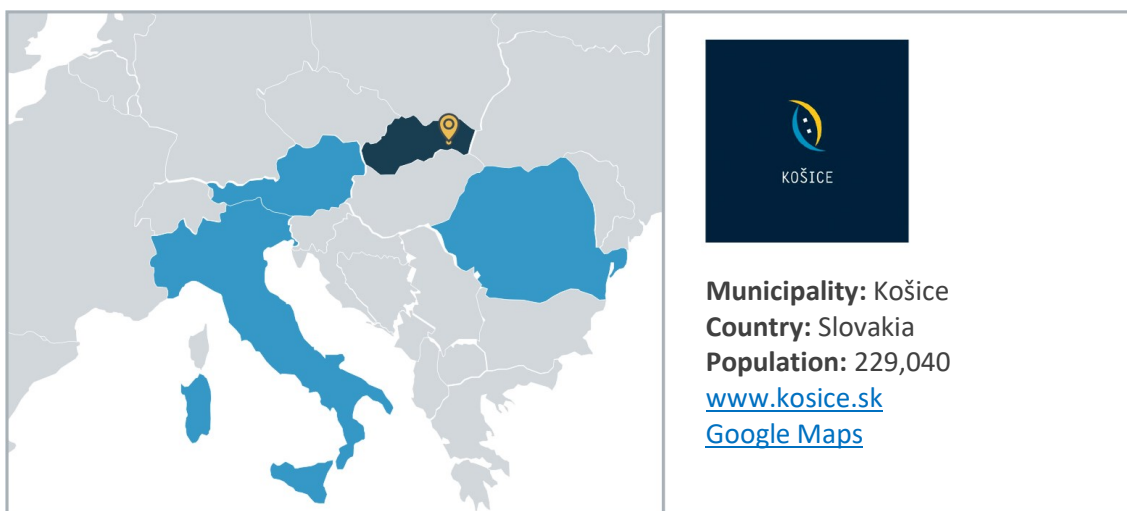 KOŠICE
Municipality: Košice
Country: Slovakia
Population: 229,040
www.kosice.sk
Google Maps